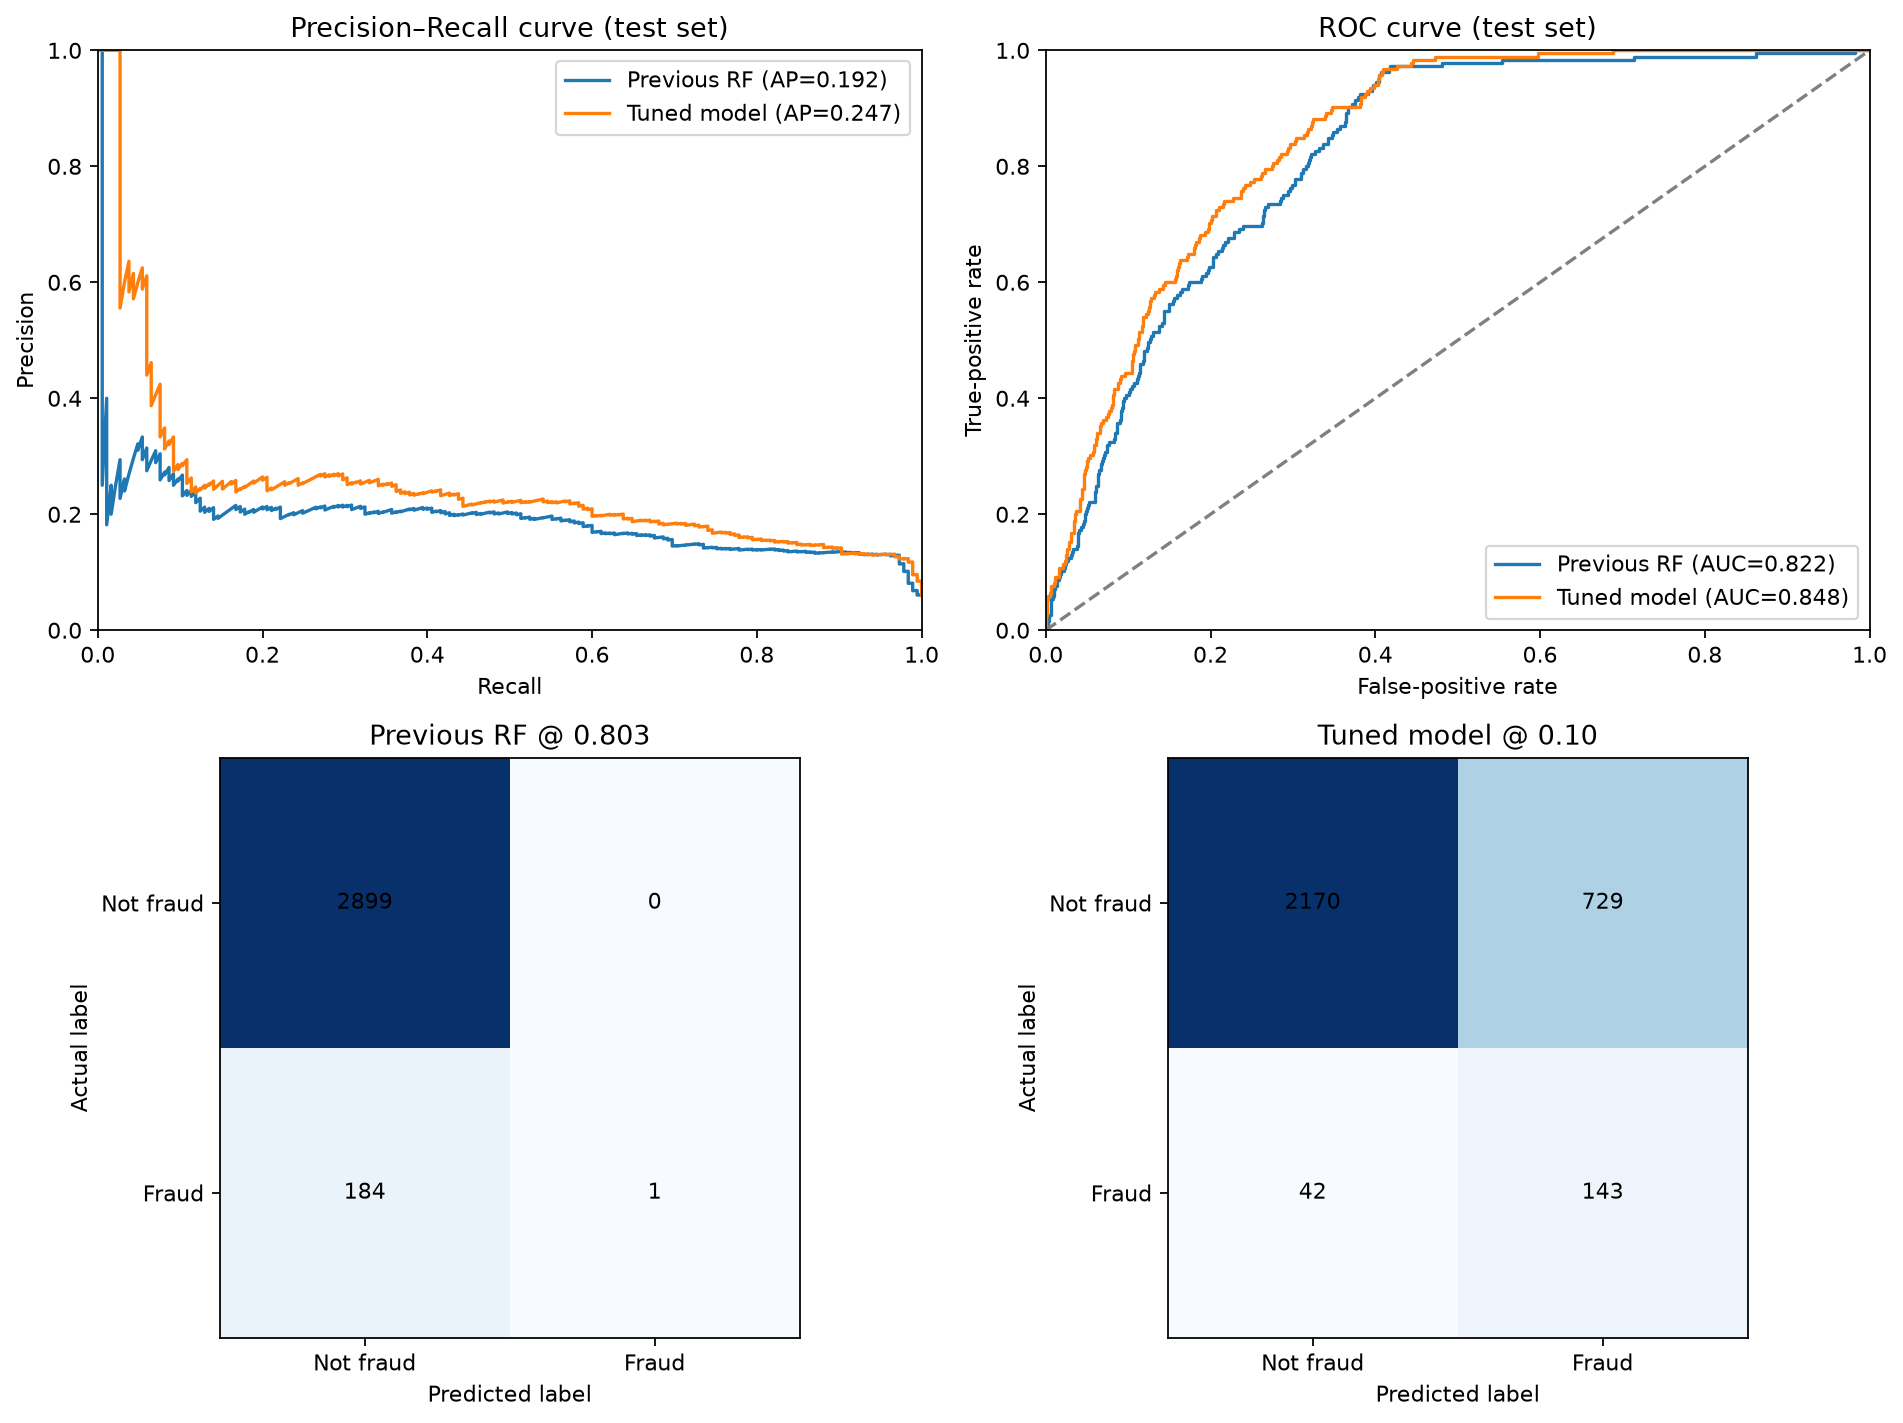 Precision–Recall curve (test set)
1.0
0.8
0.6
0.4
0.2
0.0
Precision
Previous RF (AP=0.192)
Tuned model (AP=0.247)
0.0 0.2 0.4 0.6 0.8 1.0
Recall
ROC curve (test set)
1.0
0.8
0.6
0.4
0.2
0.0
True-positive rate
Previous RF (AUC=0.822)
Tuned model (AUC=0.848)
0.0 0.2 0.4 0.6 0.8 1.0
False-positive rate
Previous RF @ 0.803
Actual label
Not fraud 2899 0
Fraud 184 1
Not fraud Fraud
Predicted label
Tuned model @ 0.10
Actual label
Not fraud 2170 729
Fraud 42 143
Not fraud Fraud
Predicted label